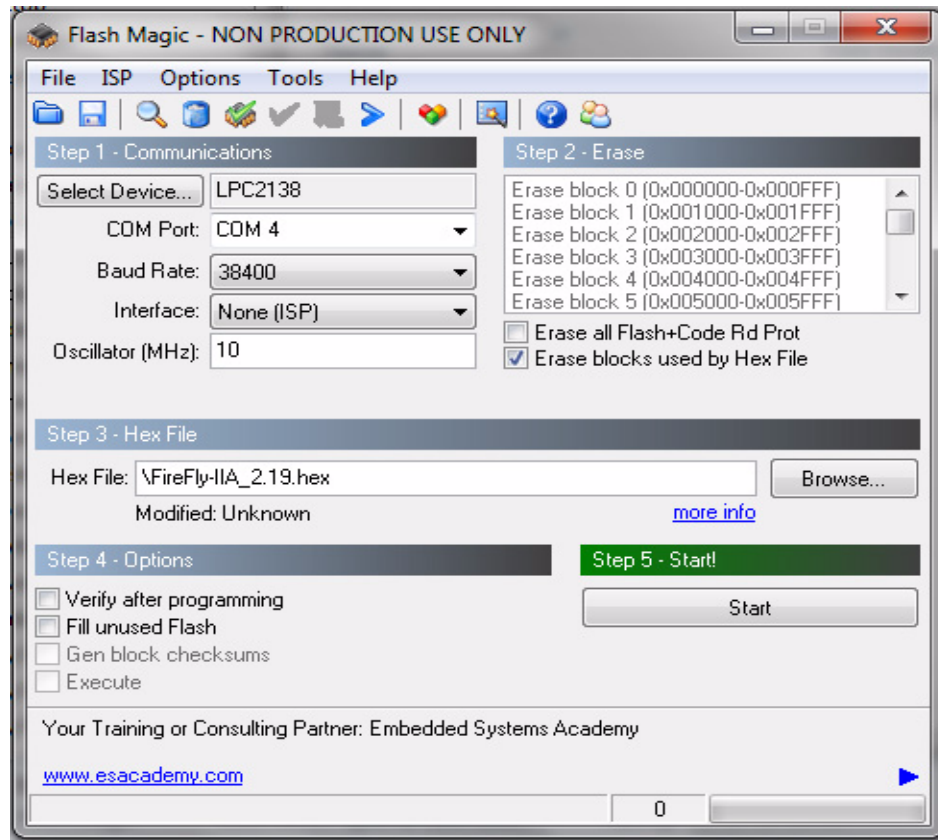 Flash Magic - NON PRODUCTION USE ONLY
File ISP Options Tools Help
Step 1 - Communications
Select Device... LPC2138
COM Port: COM 4
Baud Rate: 38400
Interface: None (ISP)
Oscillator (MHz): 10
Step 2 - Erase
Erase block 0 (0x000000-0x000FFF)
Erase block 1 (0x001000-0x001FFF)
Erase block 2 (0x002000-0x002FFF)
Erase block 3 (0x003000-0x003FFF)
Erase block 4 (0x004000-0x004FFF)
Erase block 5 (0x005000-0x005FFF)
Erase all Flash+Code Rd Prot
Erase blocks used by Hex File
Step 3 - Hex File
Hex File: \FireFly-IIA_2.19.hex Browse...
Modified: Unknown more info
Step 4 - Options
Verify after programming
Fill unused Flash
Gen block checksums
Execute
Step 5 - Start!
Start
Your Training or Consulting Partner: Embedded Systems Academy
www.esacademy.com
0